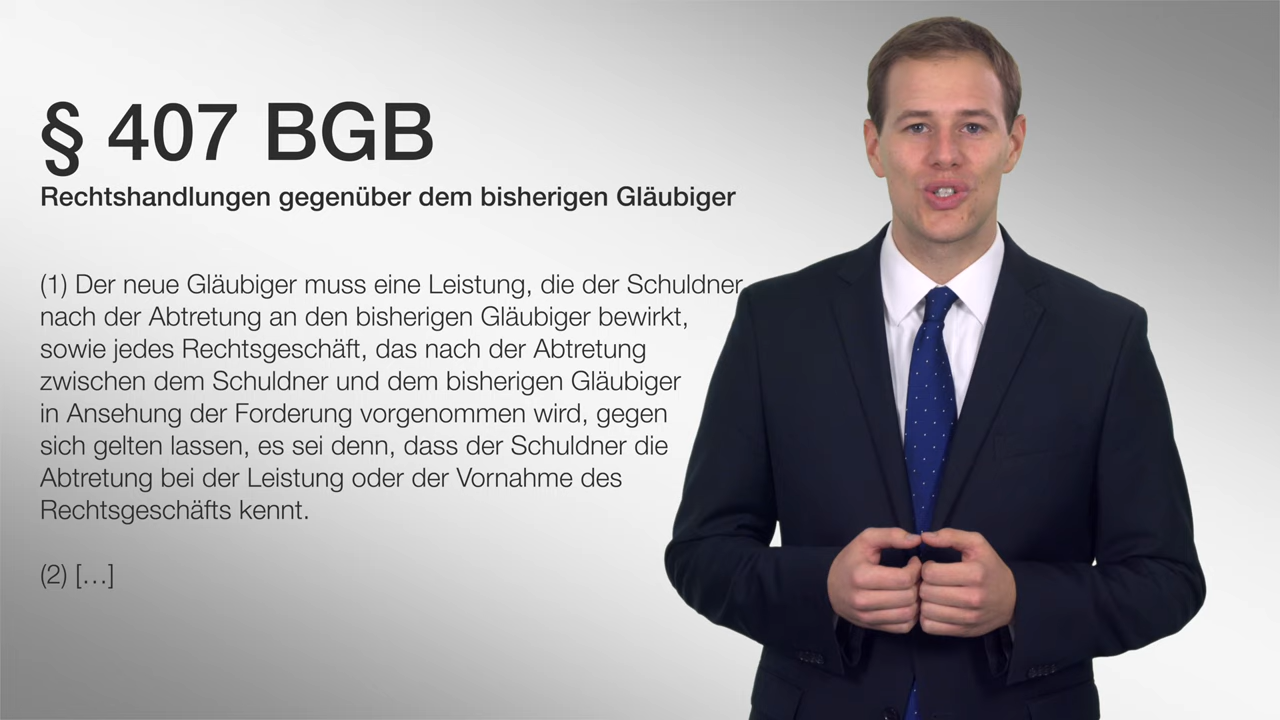 § 407 BGB
Rechtshandlungen gegenüber dem bisherigen Gläubiger
(1) Der neue Gläubiger muss eine Leistung, die der Schuldner
nach der Abtretung an den bisherigen Gläubiger bewirkt,
sowie jedes Rechtsgeschäft, das nach der Abtretung
zwischen dem Schuldner und dem bisherigen Gläubiger
in Ansehung der Forderung vorgenommen wird, gegen
sich gelten lassen, es sei denn, dass der Schuldner die
Abtretung bei der Leistung oder der Vornahme des
Rechtsgeschäfts kennt.
(2) […]